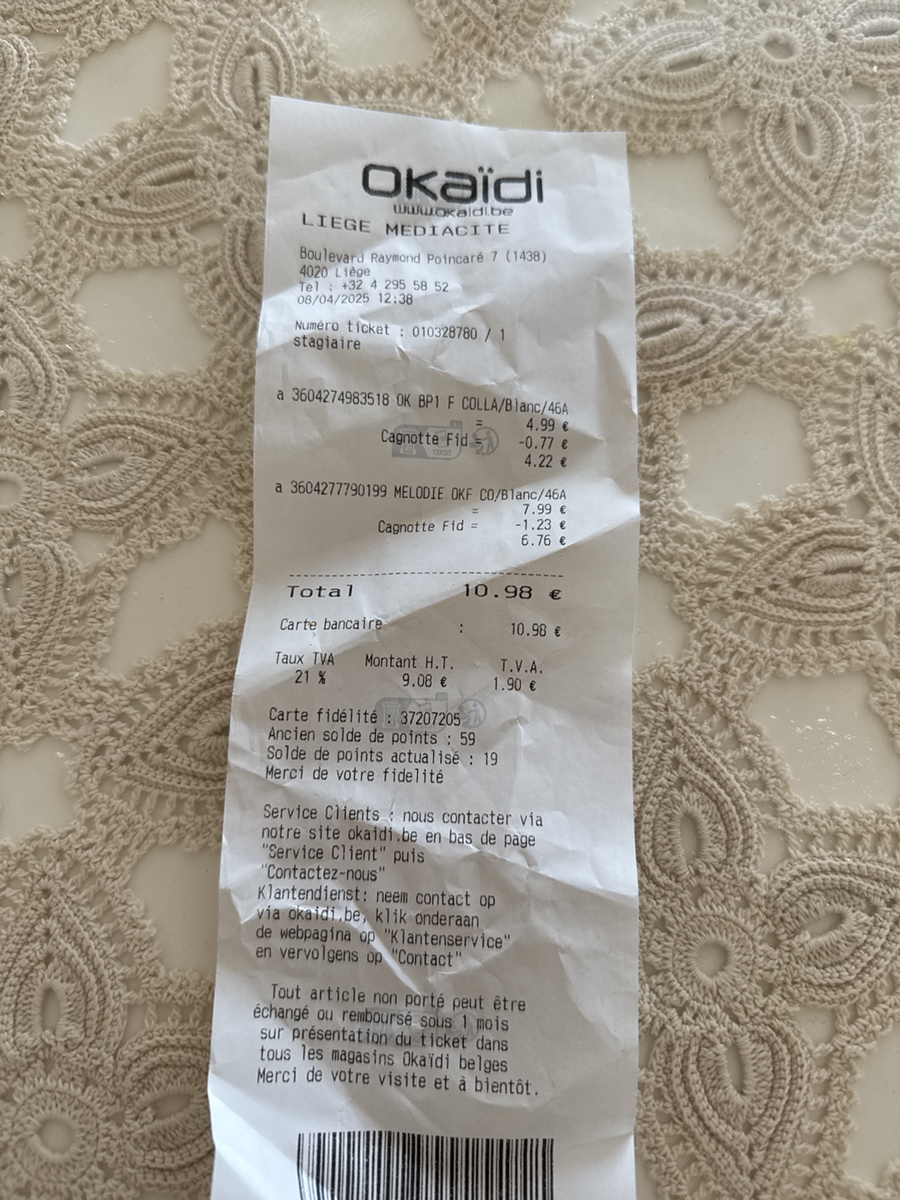 Okaïdi
www.okaidi.be
LIEGE MEDIACITE
Boulevard Raymond Poincaré 7 (1438)
4020 Liège
Tel : +32 4 295 58 52
08/04/2025 12:38
Numéro ticket : 010328780 / 1
stagiaire
a 3604274983518 OK BP1 F COLLA/Blanc/46A
= 4.99 €
Cagnotte Fid = -0.77 €
4.22 €
a 3604277790199 MELODIE OKF CO/Blanc/46A
= 7.99 €
Cagnotte Fid = -1.23 €
6.76 €
Total 10.98 €
Carte bancaire : 10.98 €
Taux TVA Montant H.T. T.V.A.
21 % 9.08 € 1.90 €
Carte fidélité : 37207205
Ancien solde de points : 59
Solde de points actualisé : 19
Merci de votre fidelité
Service Clients : nous contacter via
notre site okaidi.be en bas de page
"Service Client" puis
"Contactez-nous"
Klantendienst: neem contact op
via okaidi.be, klik onderaan
de webpagina op "Klantenservice"
en vervolgens op "Contact"
Tout article non porté peut être
échangé ou remboursé sous 1 mois
sur présentation du ticket dans
tous les magasins Okaïdi belges
Merci de votre visite et à bientôt.